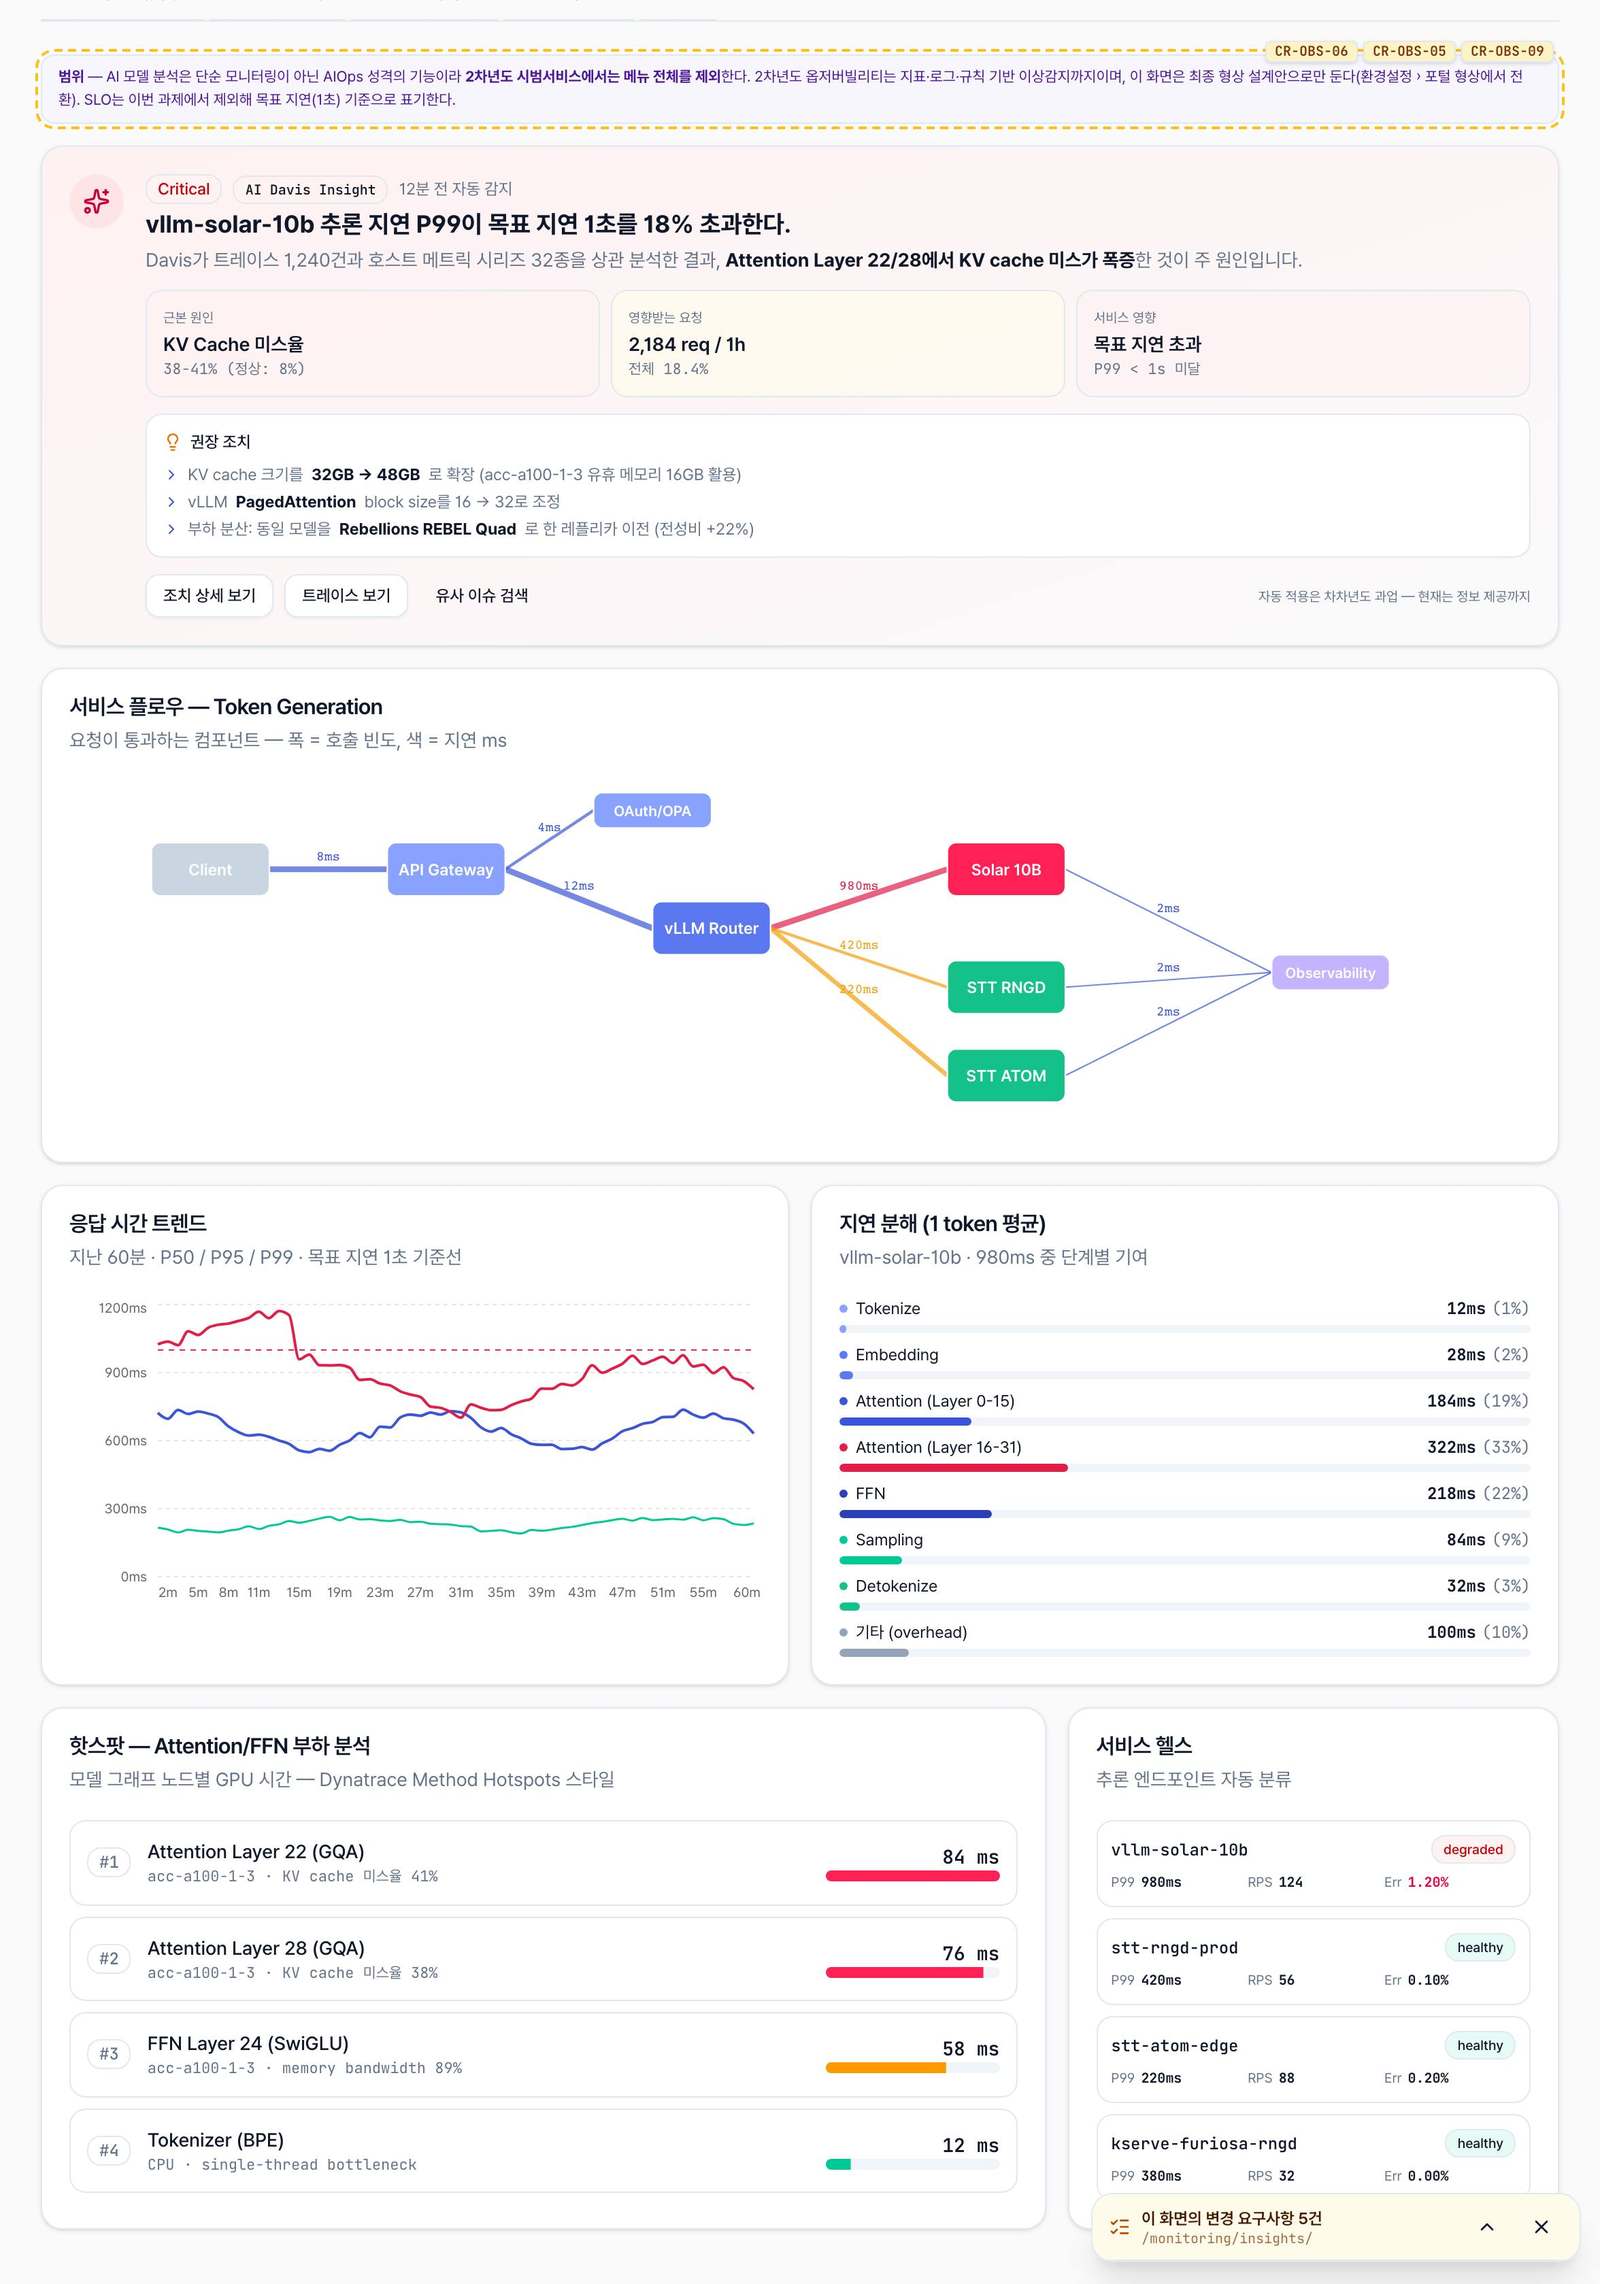 CR-OBS-06 CR-OBS-05 CR-OBS-09
범위 — AI 모델 분석은 단순 모니터링이 아닌 AIOps 성격의 기능이라 2차년도 시범서비스에서는 메뉴 전체를 제외한다. 2차년도 옵저버빌리티는 지표·로그·규칙 기반 이상감지까지이며, 이 화면은 최종 형상 설계안으로만 둔다(환경설정 › 포털 형상에서 전
환). SLO는 이번 과제에서 제외해 목표 지연(1초) 기준으로 표기한다.
Critical AI Davis Insight 12분 전 자동 감지
vllm-solar-10b 추론 지연 P99이 목표 지연 1초를 18% 초과한다.
Davis가 트레이스 1,240건과 호스트 메트릭 시리즈 32종을 상관 분석한 결과, Attention Layer 22/28에서 KV cache 미스가 폭증한 것이 주 원인입니다.
근본 원인
KV Cache 미스율
38-41% (정상: 8%)
영향받는 요청
2,184 req / 1h
전체 18.4%
서비스 영향
목표 지연 초과
P99 < 1s 미달
권장 조치
KV cache 크기를 32GB → 48GB 로 확장 (acc-a100-1-3 유휴 메모리 16GB 활용)
vLLM PagedAttention block size를 16 → 32로 조정
부하 분산: 동일 모델을 Rebellions REBEL Quad 로 한 레플리카 이전 (전성비 +22%)
조치 상세 보기 트레이스 보기 유사 이슈 검색 자동 적용은 차차년도 과업 — 현재는 정보 제공까지
서비스 플로우 — Token Generation
요청이 통과하는 컴포넌트 — 폭 = 호출 빈도, 색 = 지연 ms
OAuth/OPA
4ms
8ms
Client API Gateway Solar 10B
12ms 980ms
2ms
vLLM Router
420ms
2ms
Observability
STT RNGD
220ms
2ms
STT ATOM
응답 시간 트렌드
지난 60분 · P50 / P95 / P99 · 목표 지연 1초 기준선
1200ms
900ms
600ms
300ms
0ms
2m 5m 8m 11m 15m 19m 23m 27m 31m 35m 39m 43m 47m 51m 55m 60m
지연 분해 (1 token 평균)
vllm-solar-10b · 980ms 중 단계별 기여
Tokenize 12ms (1%)
Embedding 28ms (2%)
Attention (Layer 0-15) 184ms (19%)
Attention (Layer 16-31) 322ms (33%)
FFN 218ms (22%)
Sampling 84ms (9%)
Detokenize 32ms (3%)
기타 (overhead) 100ms (10%)
핫스팟 — Attention/FFN 부하 분석
모델 그래프 노드별 GPU 시간 — Dynatrace Method Hotspots 스타일
#1 Attention Layer 22 (GQA) 84 ms
acc-a100-1-3 · KV cache 미스율 41%
#2 Attention Layer 28 (GQA) 76 ms
acc-a100-1-3 · KV cache 미스율 38%
#3 FFN Layer 24 (SwiGLU) 58 ms
acc-a100-1-3 · memory bandwidth 89%
#4 Tokenizer (BPE) 12 ms
CPU · single-thread bottleneck
서비스 헬스
추론 엔드포인트 자동 분류
vllm-solar-10b degraded
P99 980ms RPS 124 Err 1.20%
stt-rngd-prod healthy
P99 420ms RPS 56 Err 0.10%
stt-atom-edge healthy
P99 220ms RPS 88 Err 0.20%
kserve-furiosa-rngd healthy
P99 380ms RPS 32 Err 0.00%
이 화면의 변경 요구사항 5건
/monitoring/insights/